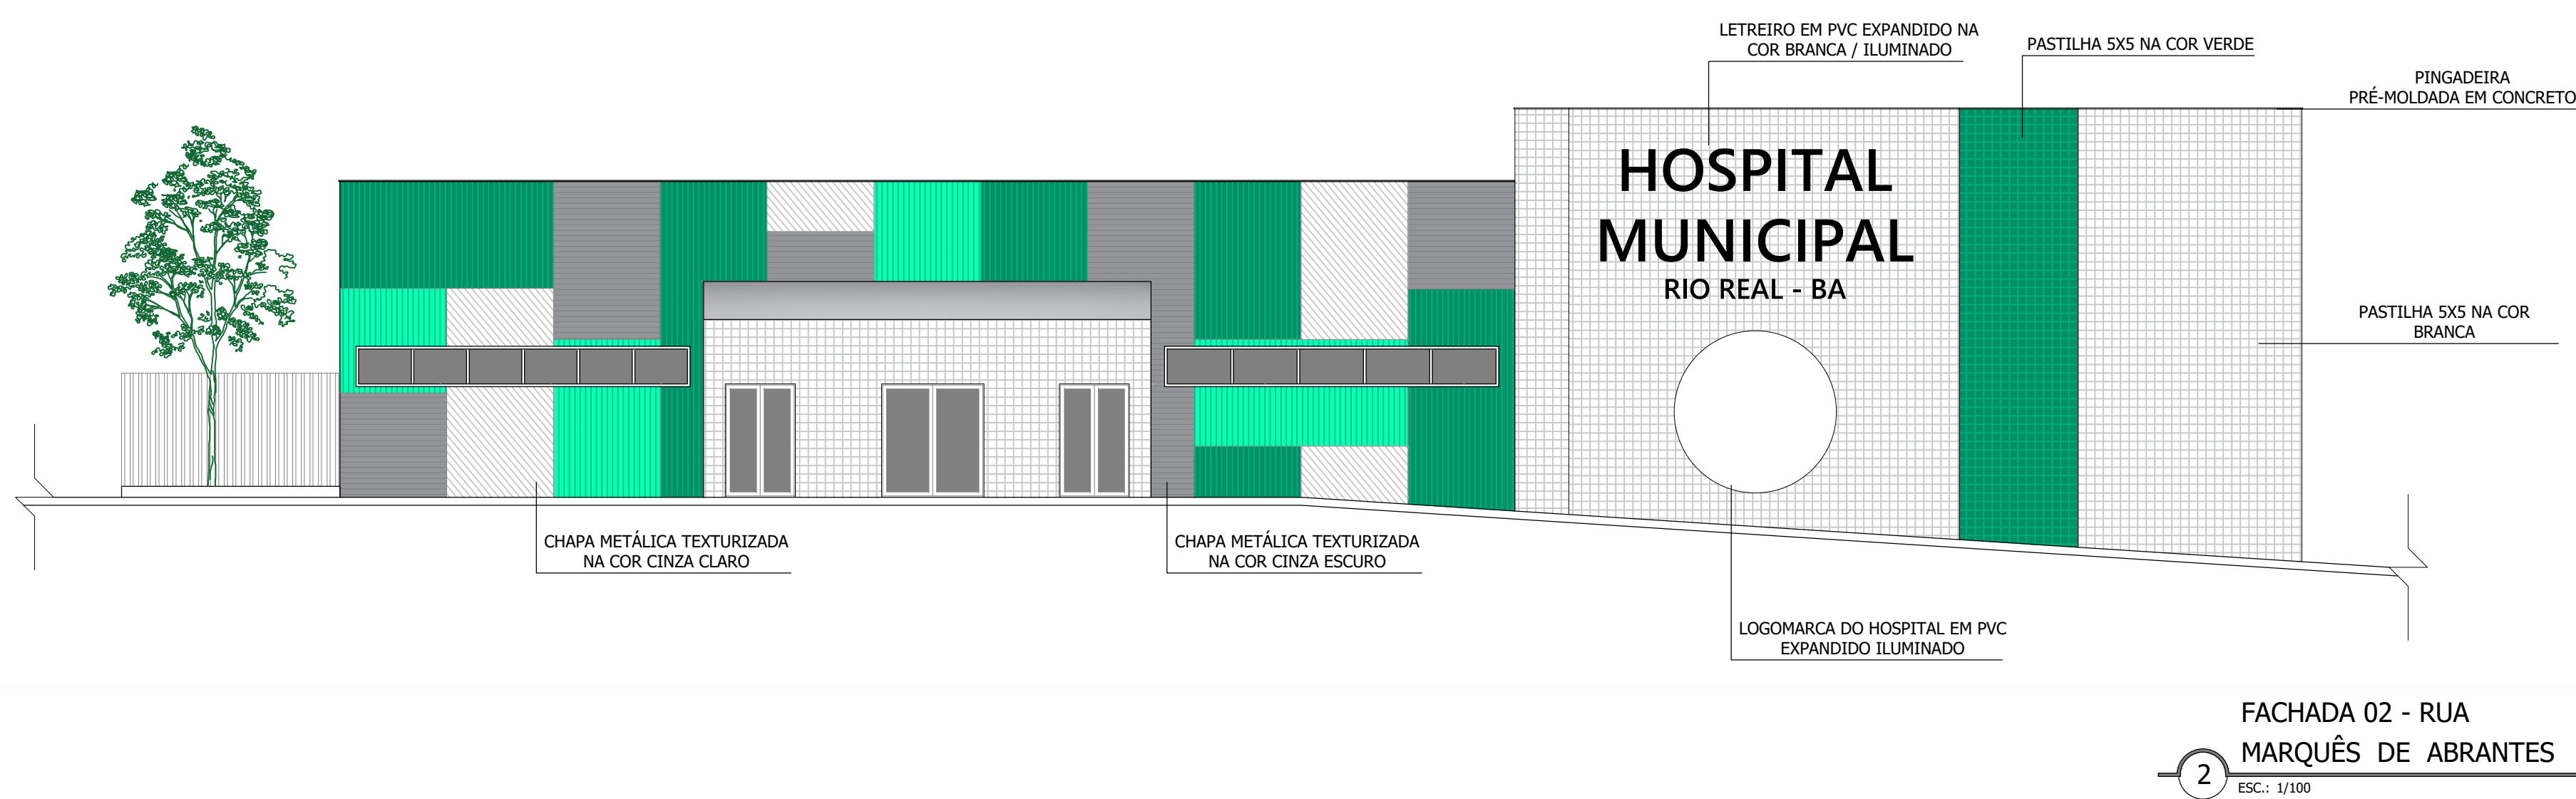 LETREIRO EM PVC EXPANDIDO NA
COR BRANCA / ILUMINADO
PASTILHA 5X5 NA COR VERDE
PINGADEIRA
PRÉ-MOLDADA EM CONCRETO
HOSPITAL
MUNICIPAL
RIO REAL - BA
PASTILHA 5X5 NA COR
BRANCA
CHAPA METÁLICA TEXTURIZADA
NA COR CINZA CLARO
CHAPA METÁLICA TEXTURIZADA
NA COR CINZA ESCURO
LOGOMARCA DO HOSPITAL EM PVC
EXPANDIDO ILUMINADO
FACHADA 02 - RUA
MARQUÊS DE ABRANTES
2
ESC.: 1/100